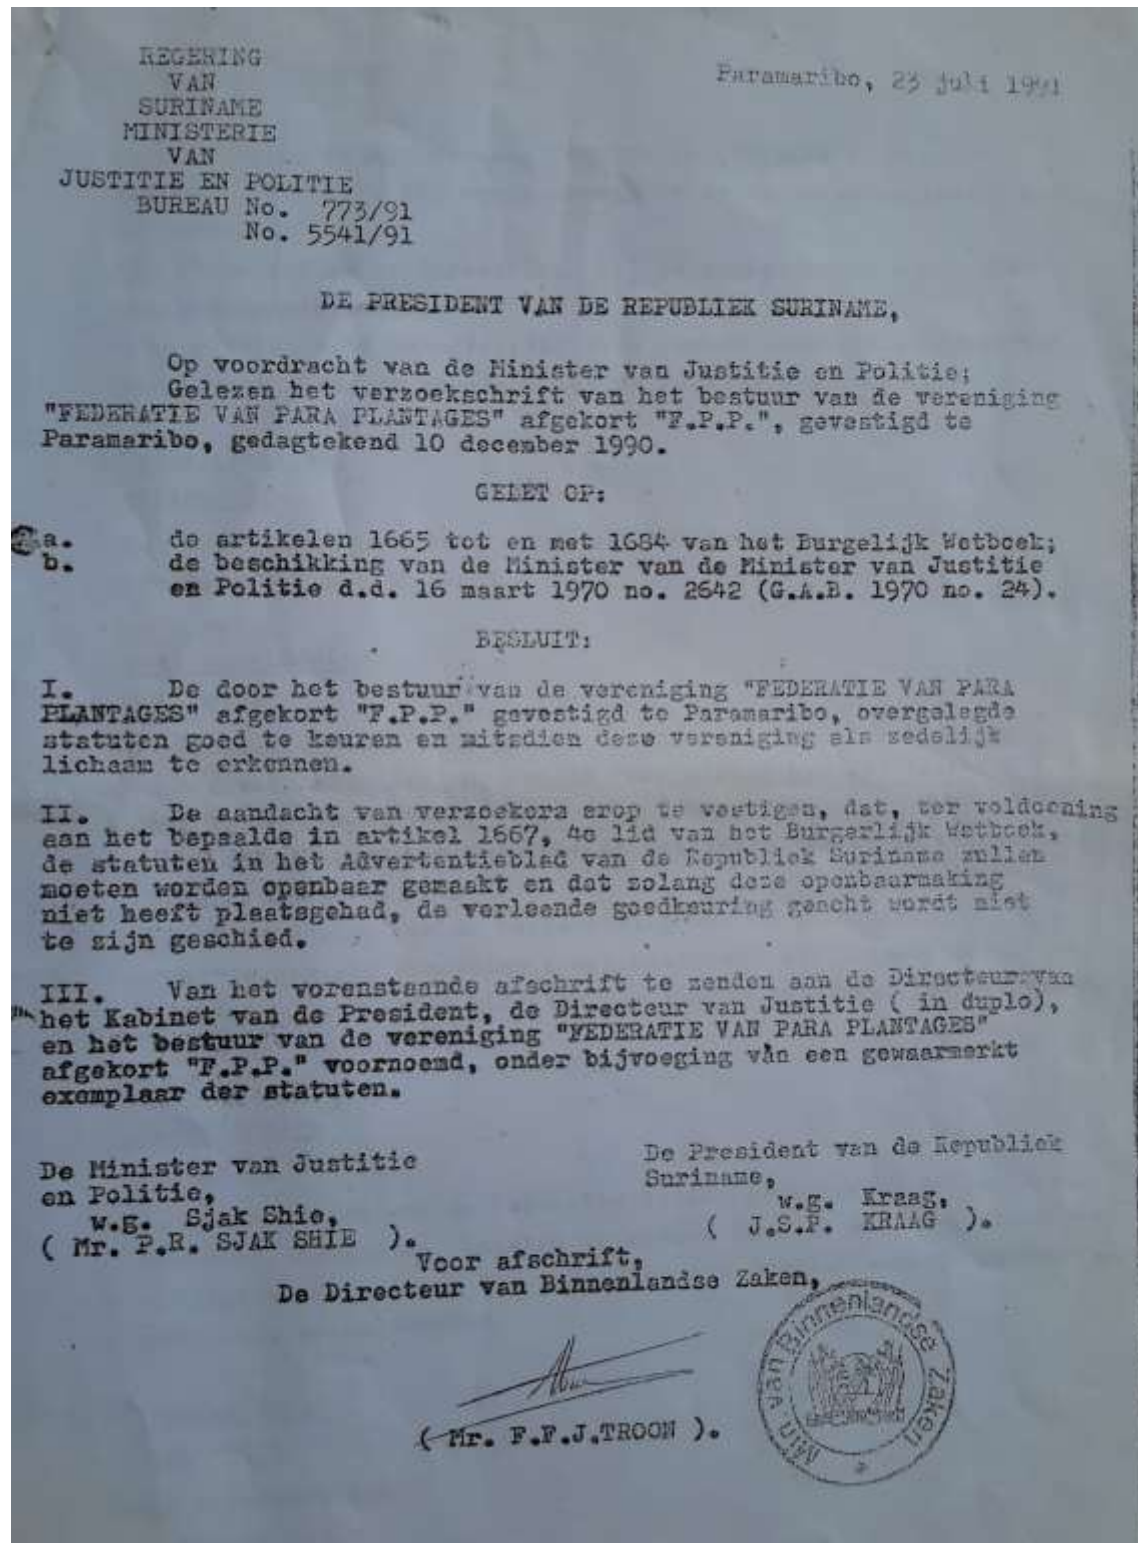 REGERING
VAN
SURINAME
MINISTERIE
VAN
JUSTITIE EN POLITIE
BUREAU No. 773/91
No. 5541/91
Paramaribo, 23 juli 1991
DE PRESIDENT VAN DE REPUBLIEK SURINAME,
Op voordracht van de Minister van Justitie en Politie;
Gelezen het verzoekschrift van het bestuur van de vereniging
"FEDERATIE VAN PARA PLANTAGES" afgekort "F.P.P.", gevestigd te
Paramaribo, gedagtekend 10 december 1990.
GELET OP:
a. de artikelen 1665 tot en met 1684 van het Burgelijk Wetboek;
b. de beschikking van de Minister van de Minister van Justitie
en Politie d.d. 16 maart 1970 no. 2642 (G.A.B. 1970 no. 24).
BESLUIT:
I. De door het bestuur van de vereniging "FEDERATIE VAN PARA
PLANTAGES" afgekort "F.P.P." gevestigd te Paramaribo, overgelegde
statuten goed te keuren en mitsdien deze vereniging als zedelijk
lichaam te erkennen.
II. De aandacht van verzoekers erop te vestigen, dat, ter voldoening
aan het bepaalde in artikel 1667, 4e lid van het Burgerlijk Wetboek,
de statuten in het Advertentieblad van de Republiek Suriname zullen
moeten worden openbaar gemaakt en dat zolang deze openbaarmaking
niet heeft plaatsgehad, de verleende goedkeuring geacht wordt niet
te zijn geschied.
III. Van het vorenstaande afschrift te zenden aan de Directeur van
het Kabinet van de President, de Directeur van Justitie ( in duplo),
en het bestuur van de vereniging "FEDERATIE VAN PARA PLANTAGES"
afgekort "F.P.P." voornoemd, onder bijvoeging van een gewaarmerkt
exemplaar der statuten.
De Minister van Justitie
en Politie,
w.g. Sjak Shie,
( Mr. P.R. SJAK SHIE ).
De President van de Republiek
Suriname,
w.g. Kraag,
( J.S.P. KRAAG ).
Voor afschrift,
De Directeur van Binnenlandse Zaken,
( Mr. F.F.J.TROON ).
Min van Binnenlandse Zaken